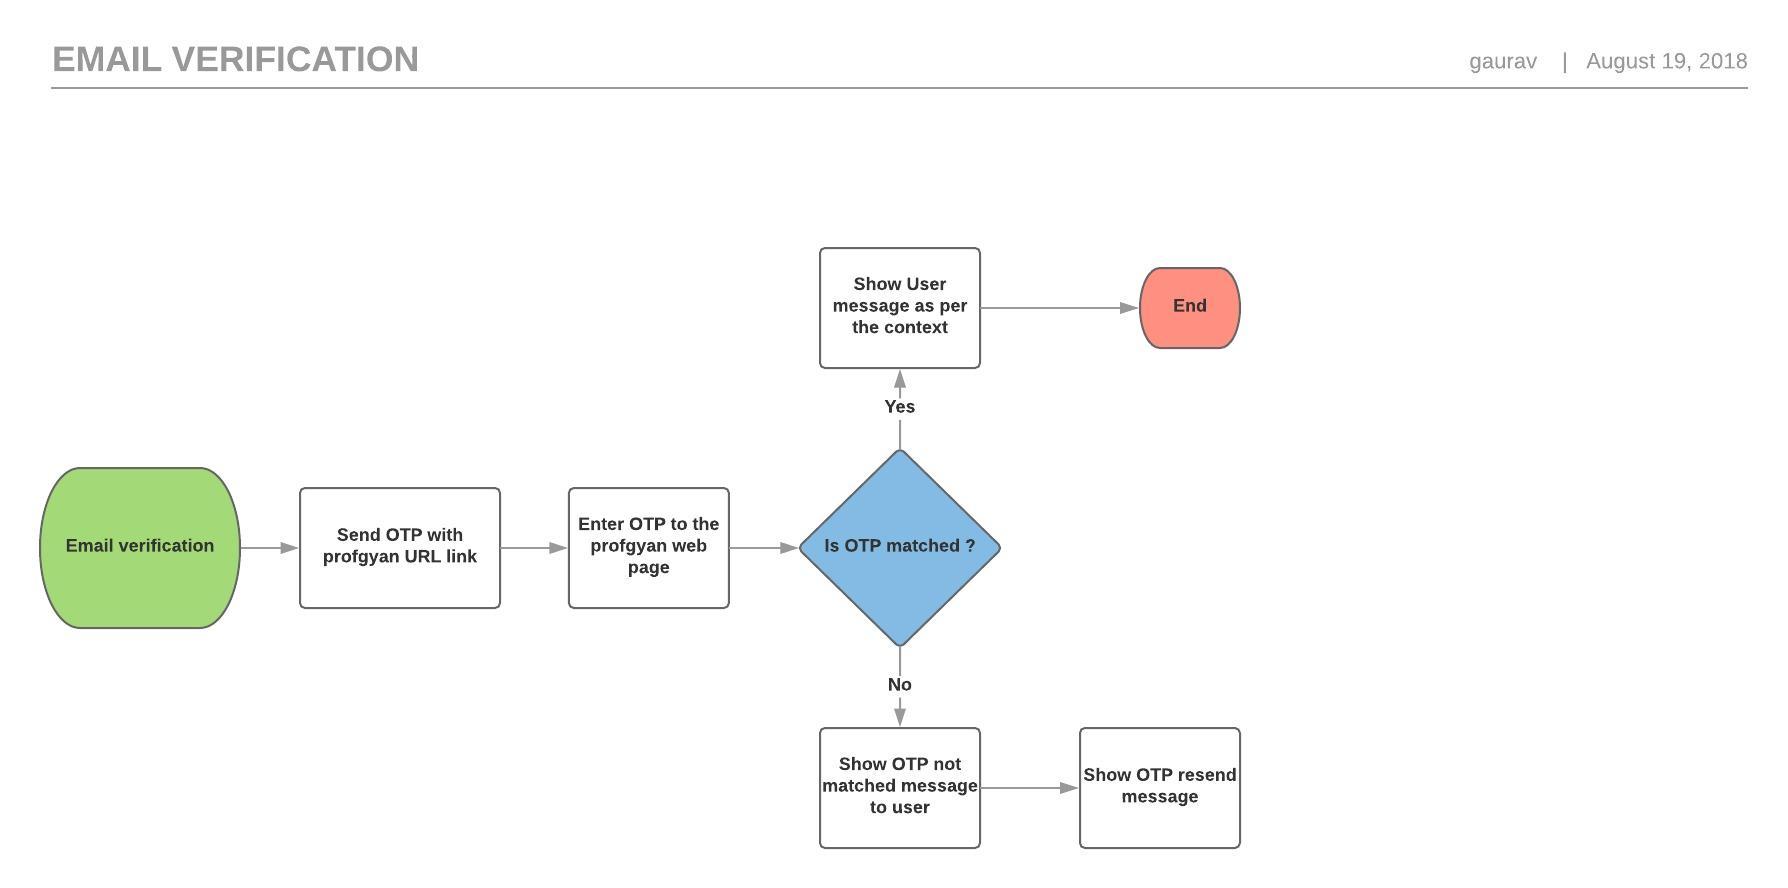 EMAIL VERIFICATION
gaurav | August 19, 2018
Show User
message as per
the context
End
Yes
Email verification
Send OTP with
profgyan URL link
Enter OTP to the
profgyan web
page
Is OTP matched ?
No
Show OTP not
matched message
to user
Show OTP resend
message